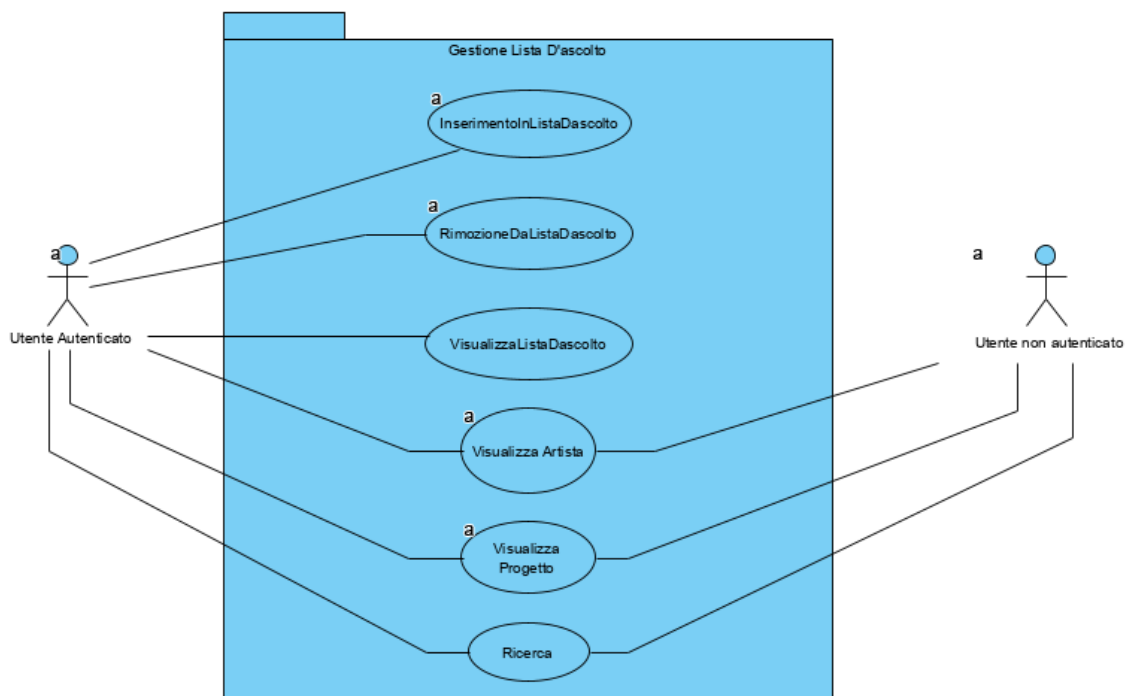 Gestione Lista D'ascolto
a
InserimentoInListaDascolto
a
RimozioneDaListaDascolto
a
Utente Autenticato
a
Utente non autenticato
VisualizzaListaDascolto
a
Visualizza Artista
a
Visualizza
Progetto
Ricerca